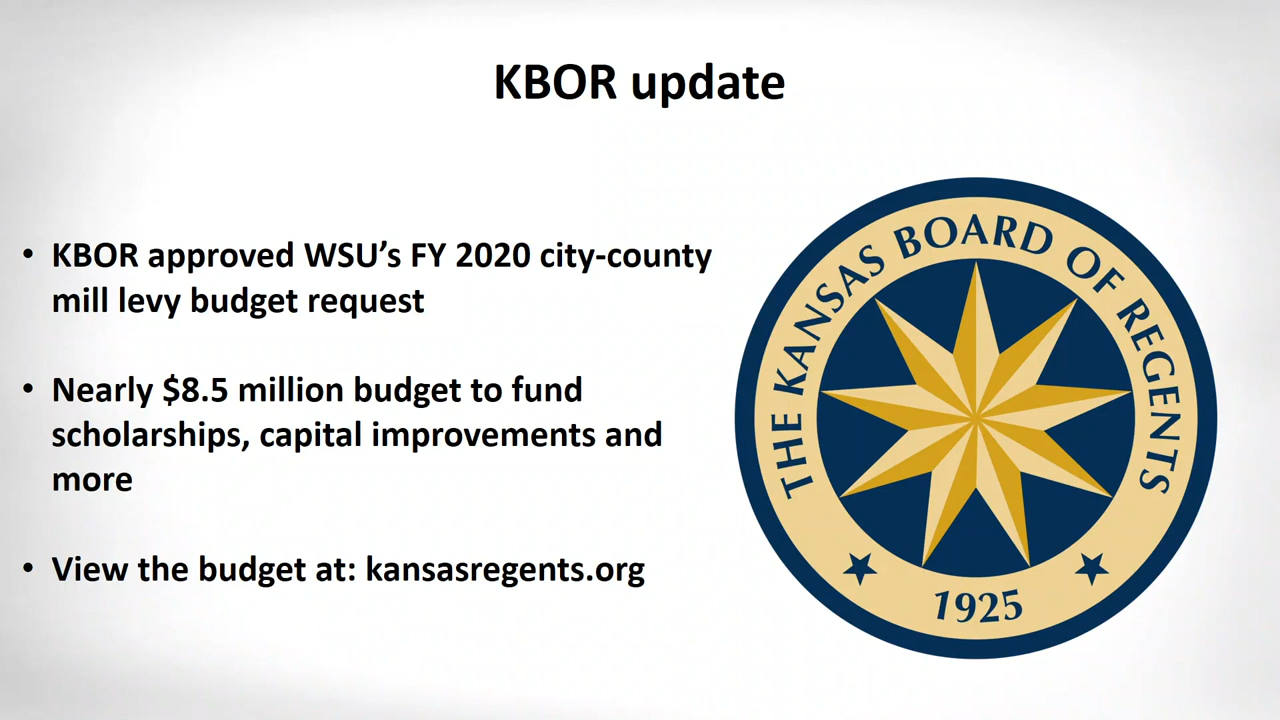 KBOR update
• KBOR approved WSU’s FY 2020 city-county
mill levy budget request
• Nearly $8.5 million budget to fund
scholarships, capital improvements and
more
• View the budget at: kansasregents.org
THE KANSAS BOARD OF REGENTS
1925